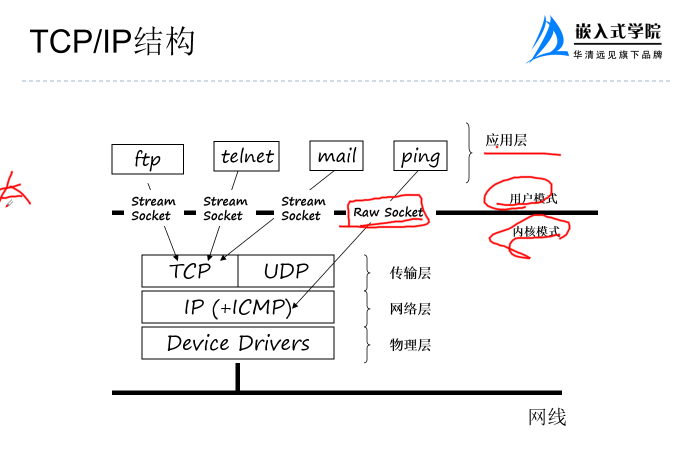 TCP/IP结构
嵌入式学院
华清远见旗下品牌
应用层
ftp
telnet
mail
ping
Stream Socket
Stream Socket
Stream Socket
Raw Socket
用户模式
内核模式
TCP
UDP
传输层
IP (+ICMP)
网络层
Device Drivers
物理层
网线